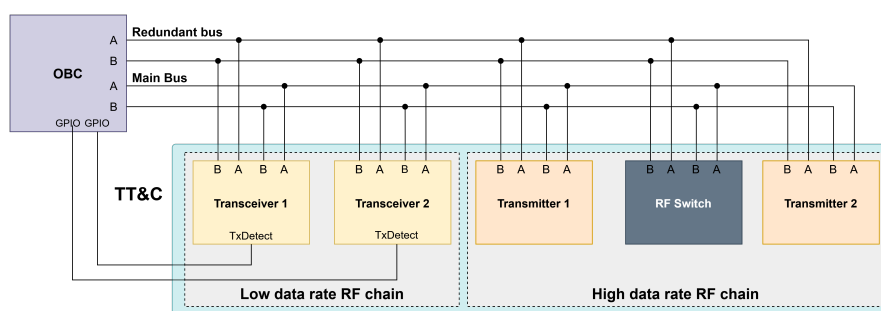 Redundant bus
A
B
OBC
Main Bus
A
B
GPIO GPIO
TT&C
B A B A
B A B A
B A B A
B A B A
B A B A
Transceiver 1
Transceiver 2
Transmitter 1
RF Switch
Transmitter 2
TxDetect
TxDetect
Low data rate RF chain
High data rate RF chain